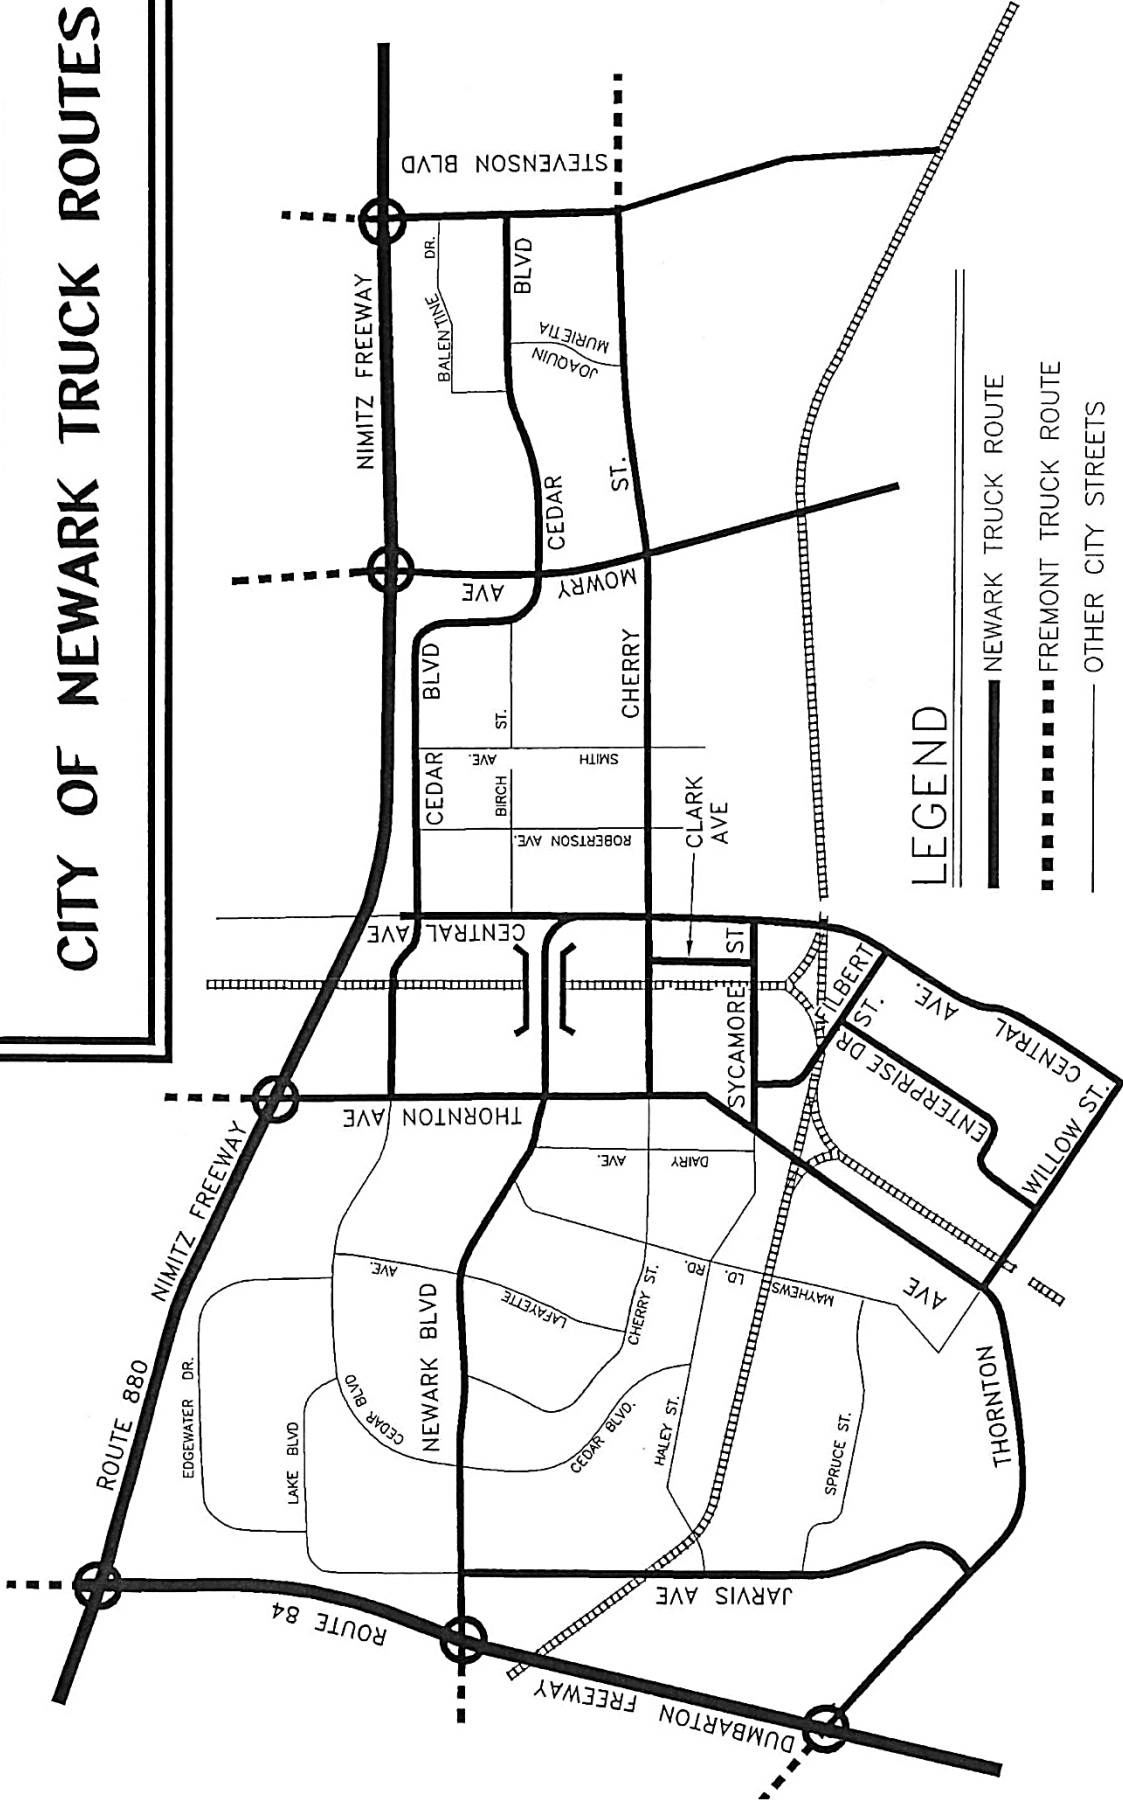 CITY OF NEWARK TRUCK ROUTES
STEVENSON BLVD
NIMITZ FREEWAY
BALENTINE DR.
BLVD
JOAQUIN
MURIETIA
CEDAR
ST.
MOWRY AVE
CEDAR BLVD
CHERRY
BIRCH ST.
SMITH AVE.
ROBERTSON AVE.
CLARK
AVE
CENTRAL AVE
SYCAMORE ST
FILBERT
ST.
CENTRAL AVE.
ENTERPRISE DR
WILLOW ST.
THORNTON AVE
DAIRY AVE.
NIMITZ FREEWAY
ROUTE 880
EDGEWATER DR.
LAKE BLVD
CEDAR BLVD
NEWARK BLVD
LAFAYETTE AVE.
CHERRY ST.
CEDAR BLVD.
HALEY ST.
MAYHEWS LD. RD.
SPRUCE ST.
THORNTON AVE
JARVIS AVE
ROUTE 84
DUMBARTON FREEWAY
LEGEND
NEWARK TRUCK ROUTE
FREMONT TRUCK ROUTE
OTHER CITY STREETS